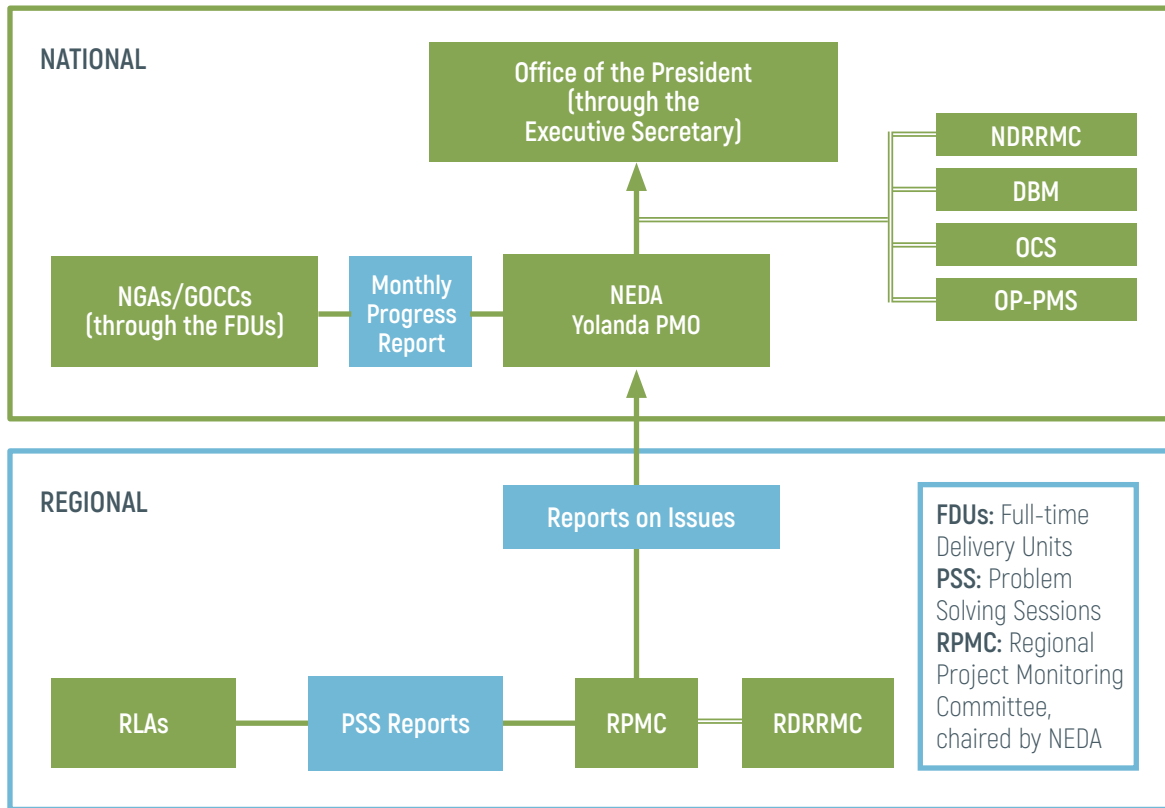 NATIONAL
Office of the President
(through the
Executive Secretary)
NDRRMC
DBM
OCS
OP-PMS
NGAs/GOCCs
(through the FDUs)
Monthly
Progress
Report
NEDA
Yolanda PMO
REGIONAL
Reports on Issues
RLAs
PSS Reports
RPMC
RDRRMC
FDUs: Full-time
Delivery Units
PSS: Problem
Solving Sessions
RPMC: Regional
Project Monitoring
Committee,
chaired by NEDA